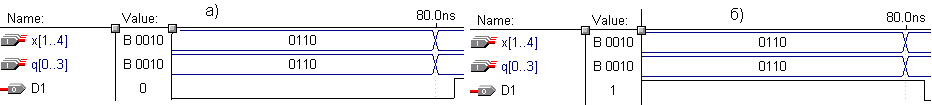 а)
Name: Value: 80.0ns
x[1..4] B 0010 0110
q[0..3] B 0010 0110
D1 0
б)
Name: Value: 80.0ns
x[1..4] B 0010 0110
q[0..3] B 0010 0110
D1 1